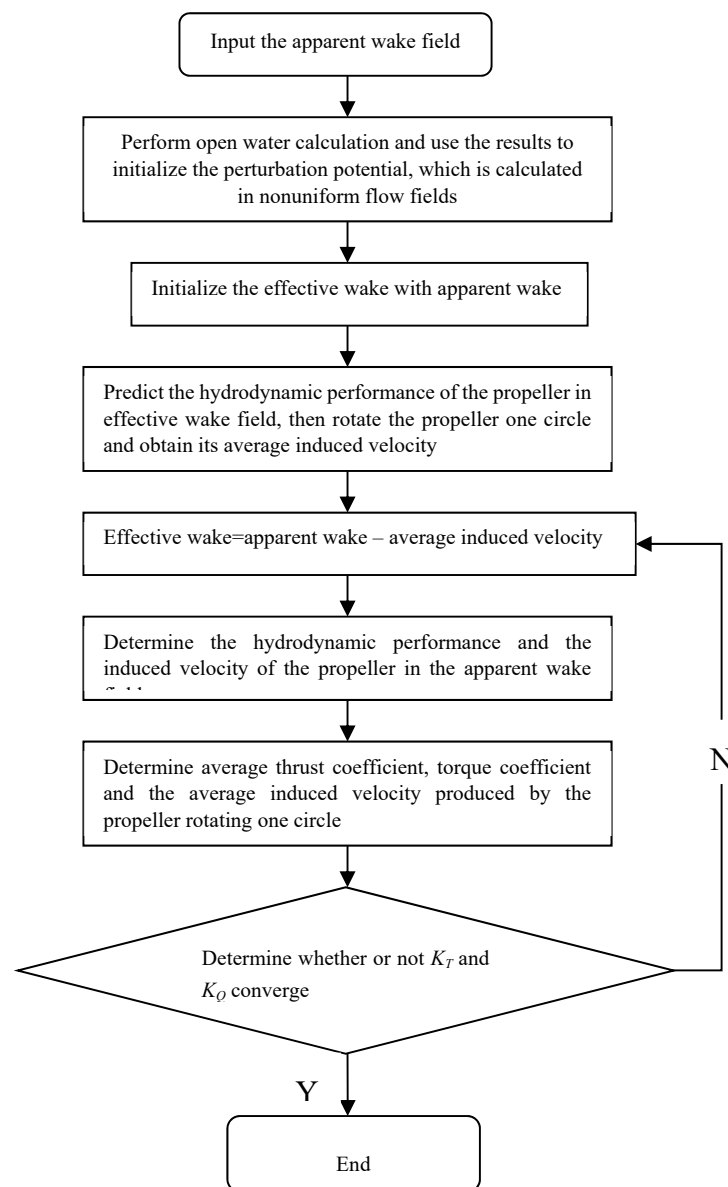 Input the apparent wake field
Perform open water calculation and use the results to
initialize the perturbation potential, which is calculated
in nonuniform flow fields
Initialize the effective wake with apparent wake
Predict the hydrodynamic performance of the propeller in
effective wake field, then rotate the propeller one circle
and obtain its average induced velocity
Effective wake=apparent wake – average induced velocity
Determine the hydrodynamic performance and the
induced velocity of the propeller in the apparent wake
Determine average thrust coefficient, torque coefficient
and the average induced velocity produced by the
propeller rotating one circle
N
Determine whether or not K_T and
K_Q converge
Y
End